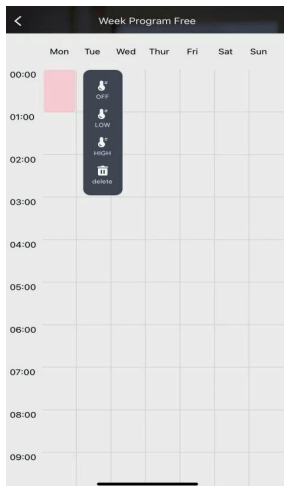 Week Program Free
Mon Tue Wed Thur Fri Sat Sun
00:00
OFF
01:00
LOW
HIGH
02:00
delete
03:00
04:00
05:00
06:00
07:00
08:00
09:00